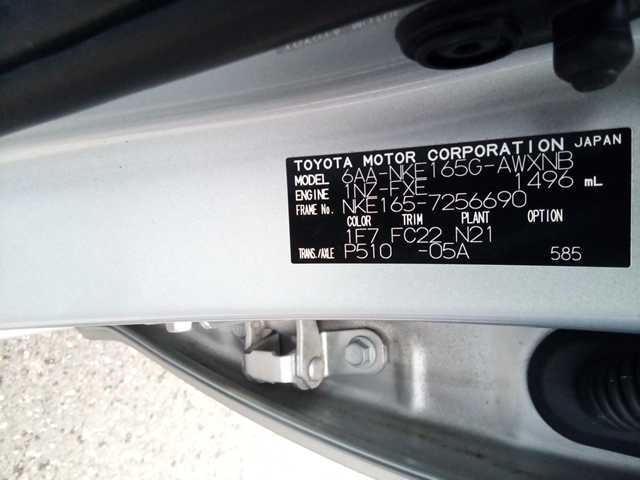 TOYOTA MOTOR CORPORATION JAPAN
MODEL 6AA-NKE165G-AWXNB
ENGINE 1NZ-FXE 1496 mL
FRAME No. NKE165-7256690
COLOR TRIM PLANT OPTION
1F7 FC22 N21
TRANS./AXLE P510 -05A 585